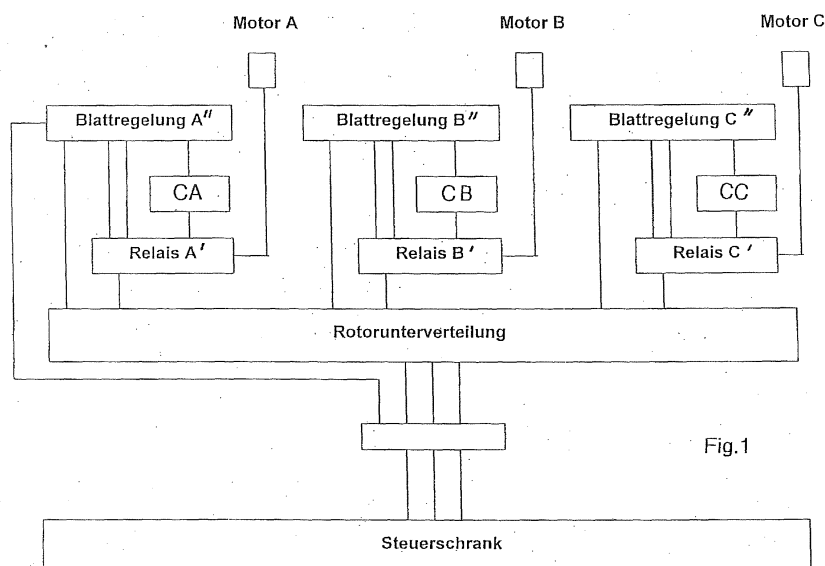 Motor A
Motor B
Motor C
Blattregelung A"
Blattregelung B"
Blattregelung C"
CA
CB
CC
Relais A'
Relais B'
Relais C'
Rotorunterverteilung
Fig.1
Steuerschrank